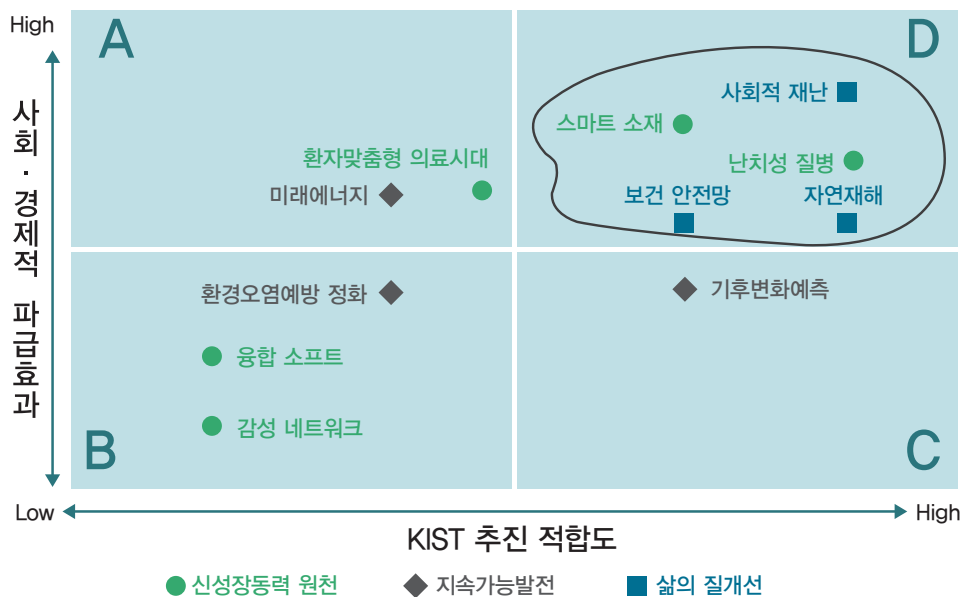 High
A
D
사회적 재난
스마트 소재
환자맞춤형 의료시대
난치성 질병
미래에너지
보건 안전망
자연재해
사회·경제적 파급효과
환경오염예방 정화
기후변화예측
융합 소프트
감성 네트워크
B
C
Low
High
KIST 추진 적합도
신성장동력 원천
지속가능발전
삶의 질개선